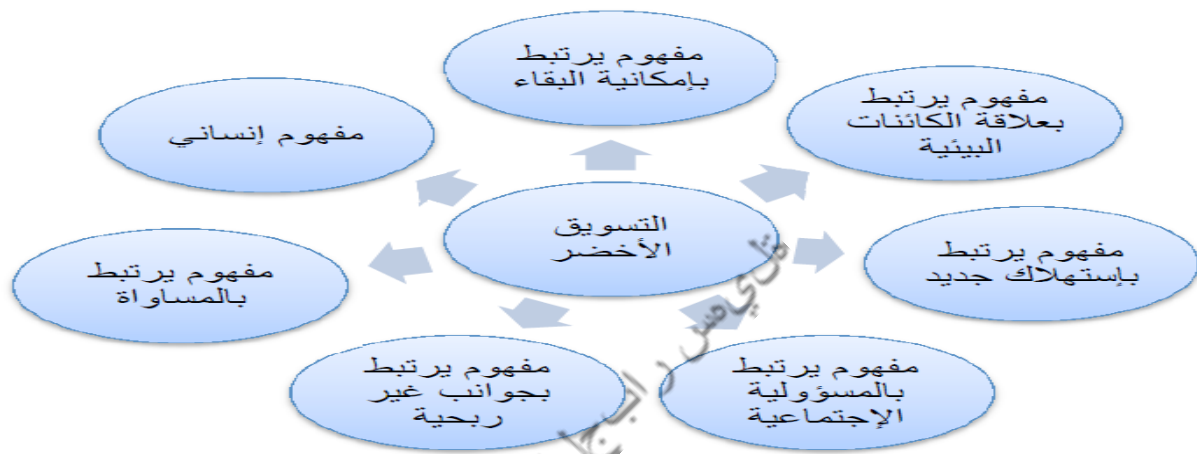 مفهوم يرتبط
بإمكانية البقاء
مفهوم يرتبط
بعلاقة الكائنات
البيئية
مفهوم يرتبط
بإستهلاك جديد
مفهوم يرتبط
بالمسؤولية
الإجتماعية
مفهوم يرتبط
بجوانب غير
ربحية
مفهوم يرتبط
بالمساواة
مفهوم إنساني
التسويق
الأخضر